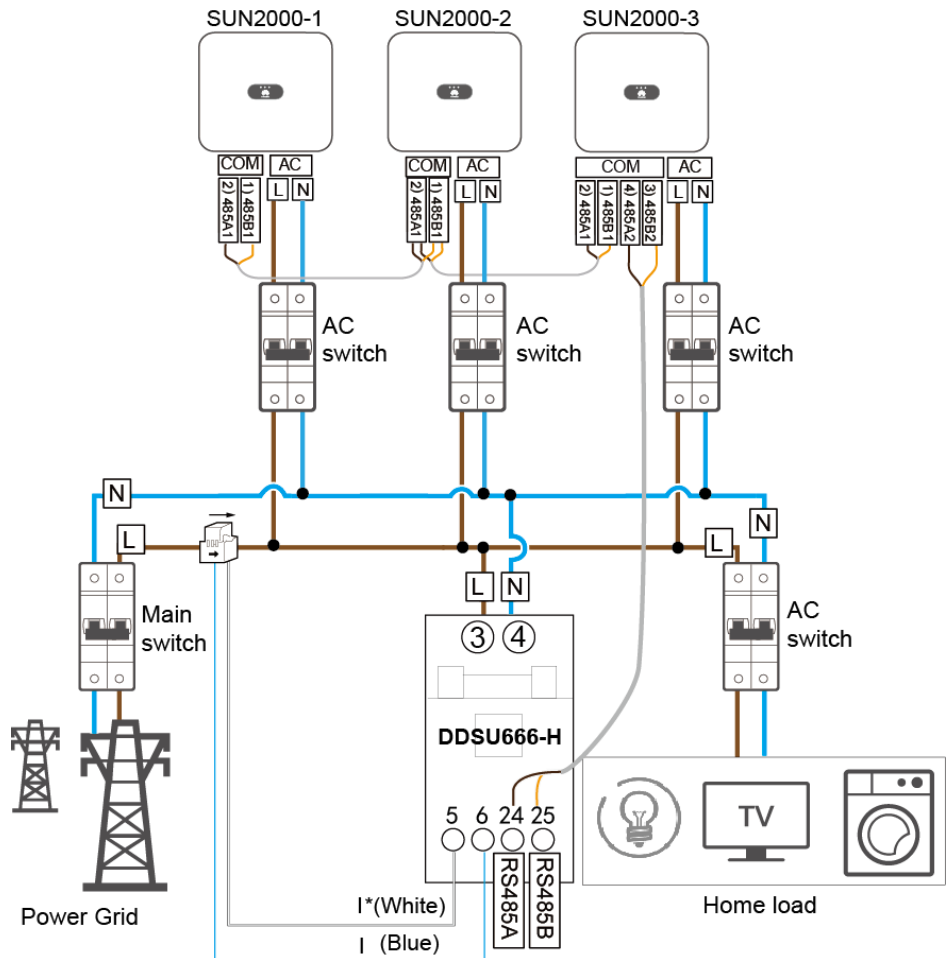 SUN2000-1
SUN2000-2
SUN2000-3
COM
AC
COM
AC
COM
AC
2) 485A1
1) 485B1
L
N
2) 485A1
1) 485B1
L
N
2) 485A1
1) 485B1
4) 485A2
3) 485B2
L
N
AC
switch
AC
switch
AC
switch
N
N
L
L
Main
switch
L
N
AC
switch
3
4
DDSU666-H
5
6
24
25
RS485A
RS485B
TV
Power Grid
I*(White)
I (Blue)
Home load